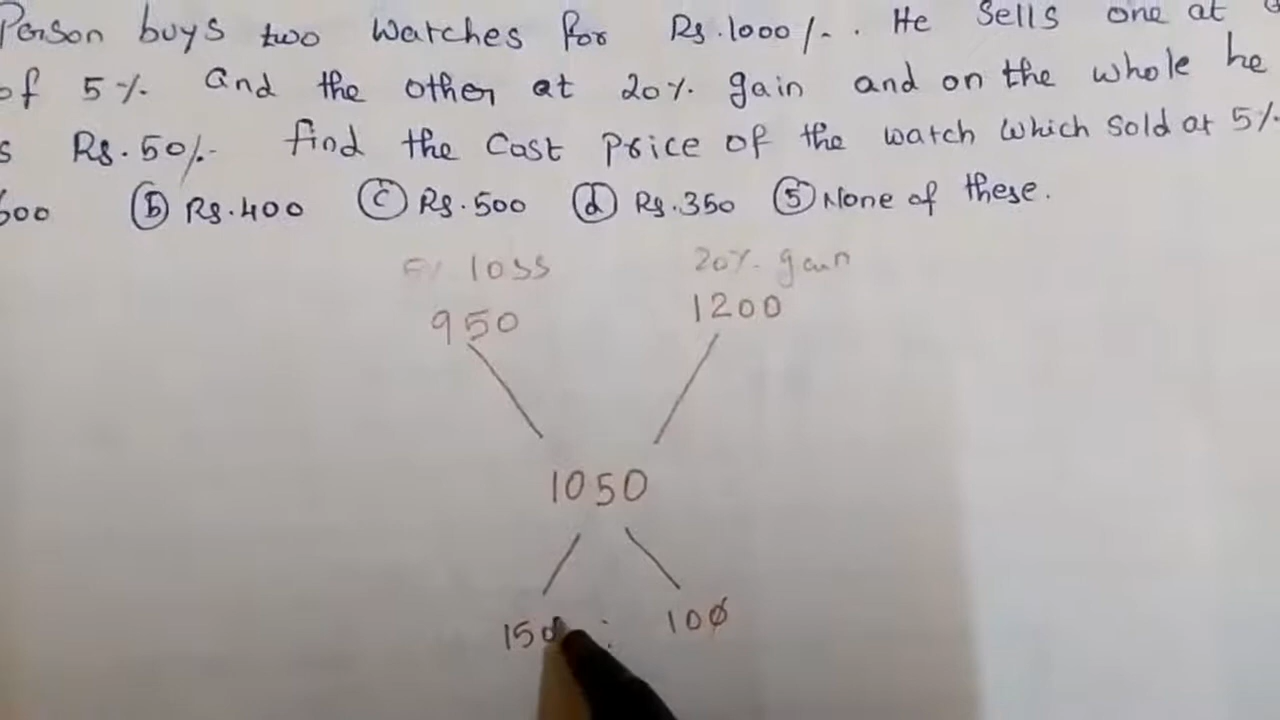 Person buys two watches for Rs.1000/-. He Sells one at
of 5% and the other at 20% gain and on the whole he
s Rs.50/- find the Cost price of the watch which sold at 5%.
600 (b) Rs.400 (c) Rs.500 (d) Rs.350 (5) None of these.
loss 20% gain
950 1200
1050
150 : 100